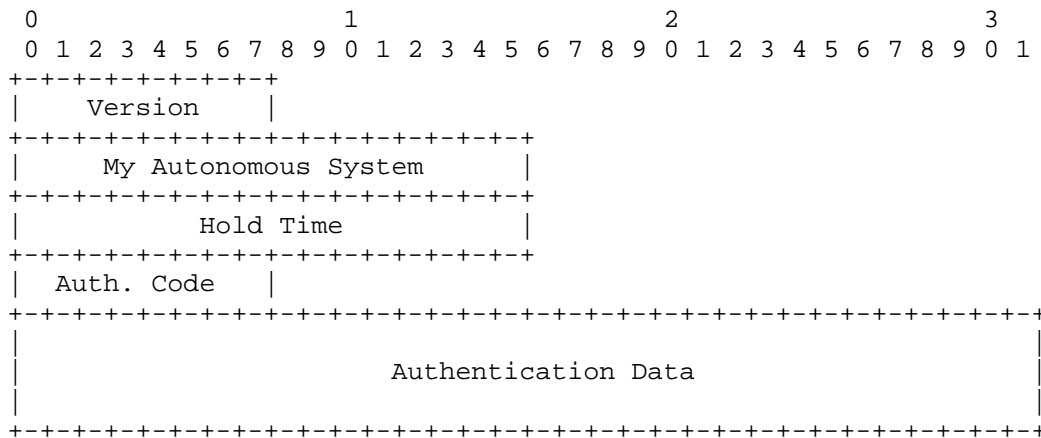 0                   1                   2                   3
 0 1 2 3 4 5 6 7 8 9 0 1 2 3 4 5 6 7 8 9 0 1 2 3 4 5 6 7 8 9 0 1
+-+-+-+-+-+-+-+-+
|    Version    |
+-+-+-+-+-+-+-+-+-+-+-+-+-+-+-+-+
|     My Autonomous System      |
+-+-+-+-+-+-+-+-+-+-+-+-+-+-+-+-+
|           Hold Time           |
+-+-+-+-+-+-+-+-+-+-+-+-+-+-+-+-+
|  Auth. Code   |
+-+-+-+-+-+-+-+-+-+-+-+-+-+-+-+-+-+-+-+-+-+-+-+-+-+-+-+-+-+-+-+-+
|                                                               |
|                       Authentication Data                     |
|                                                               |
+-+-+-+-+-+-+-+-+-+-+-+-+-+-+-+-+-+-+-+-+-+-+-+-+-+-+-+-+-+-+-+-+